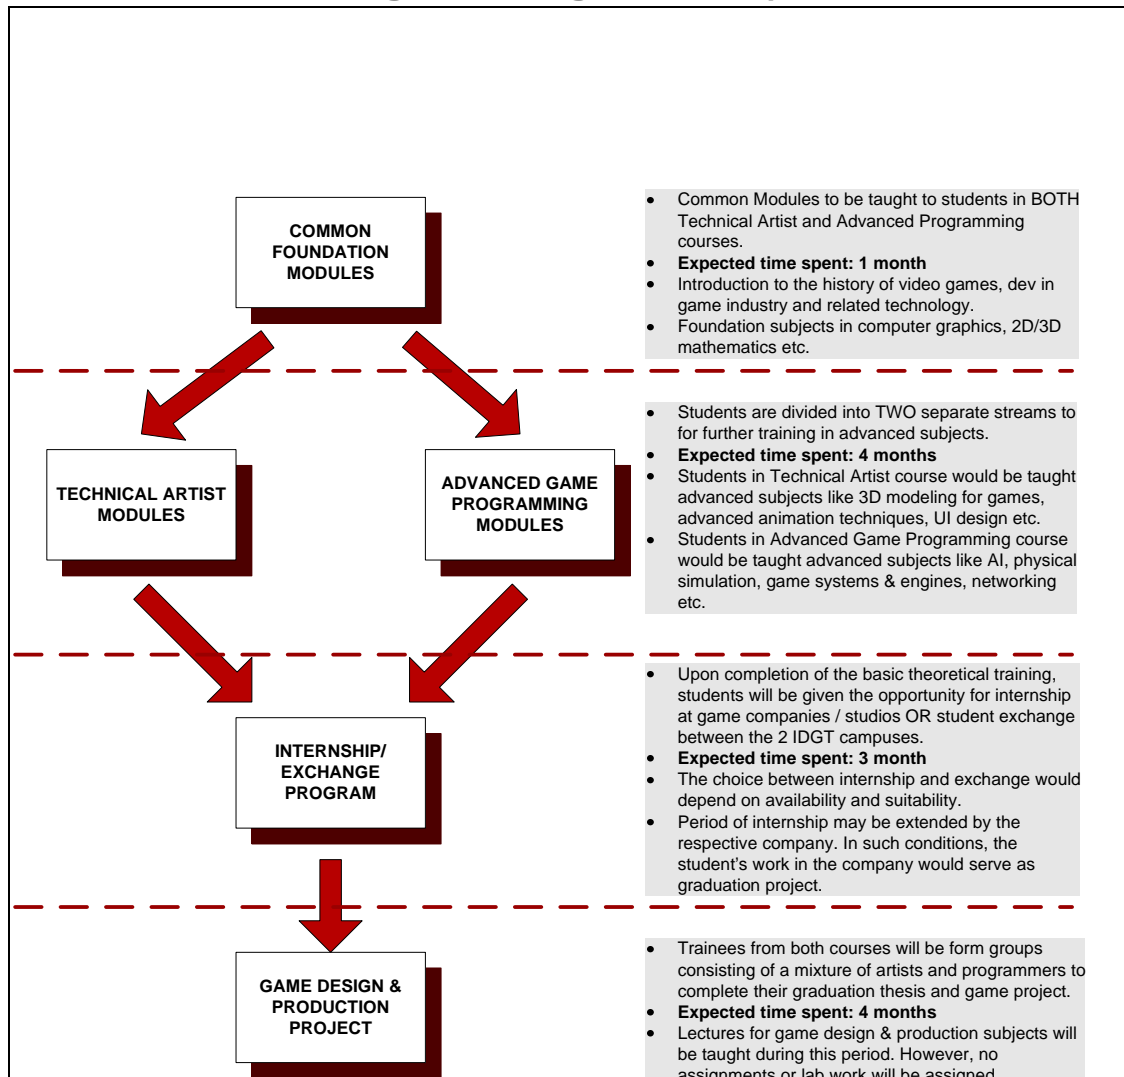 COMMON
FOUNDATION
MODULES
• Common Modules to be taught to students in BOTH
Technical Artist and Advanced Programming
courses.
• Expected time spent: 1 month
• Introduction to the history of video games, dev in
game industry and related technology.
• Foundation subjects in computer graphics, 2D/3D
mathematics etc.
TECHNICAL ARTIST
MODULES
ADVANCED GAME
PROGRAMMING
MODULES
• Students are divided into TWO separate streams to
for further training in advanced subjects.
• Expected time spent: 4 months
• Students in Technical Artist course would be taught
advanced subjects like 3D modeling for games,
advanced animation techniques, UI design etc.
• Students in Advanced Game Programming course
would be taught advanced subjects like AI, physical
simulation, game systems & engines, networking
etc.
INTERNSHIP/
EXCHANGE
PROGRAM
• Upon completion of the basic theoretical training,
students will be given the opportunity for internship
at game companies / studios OR student exchange
between the 2 IDGT campuses.
• Expected time spent: 3 month
• The choice between internship and exchange would
depend on availability and suitability.
• Period of internship may be extended by the
respective company. In such conditions, the
student's work in the company would serve as
graduation project.
GAME DESIGN &
PRODUCTION
PROJECT
• Trainees from both courses will be form groups
consisting of a mixture of artists and programmers to
complete their graduation thesis and game project.
• Expected time spent: 4 months
• Lectures for game design & production subjects will
be taught during this period. However, no
assignments or lab work will be assigned